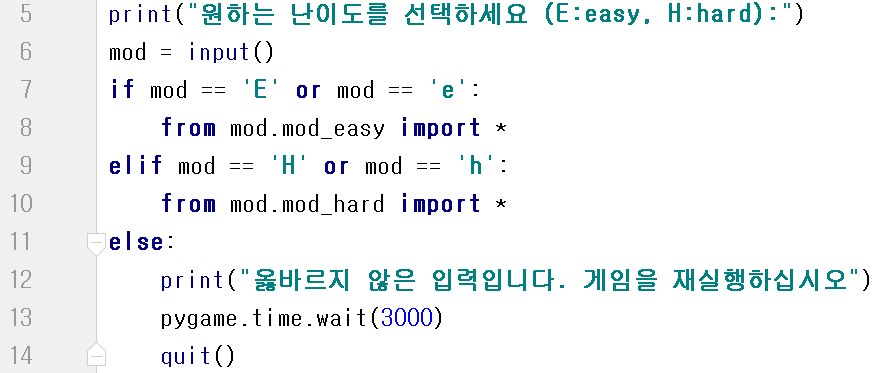 5 print("원하는 난이도를 선택하세요 (E:easy, H:hard):")
6 mod = input()
7 if mod == 'E' or mod == 'e':
8 from mod.mod_easy import *
9 elif mod == 'H' or mod == 'h':
10 from mod.mod_hard import *
11 else:
12 print("옳바르지 않은 입력입니다. 게임을 재실행하십시오")
13 pygame.time.wait(3000)
14 quit()